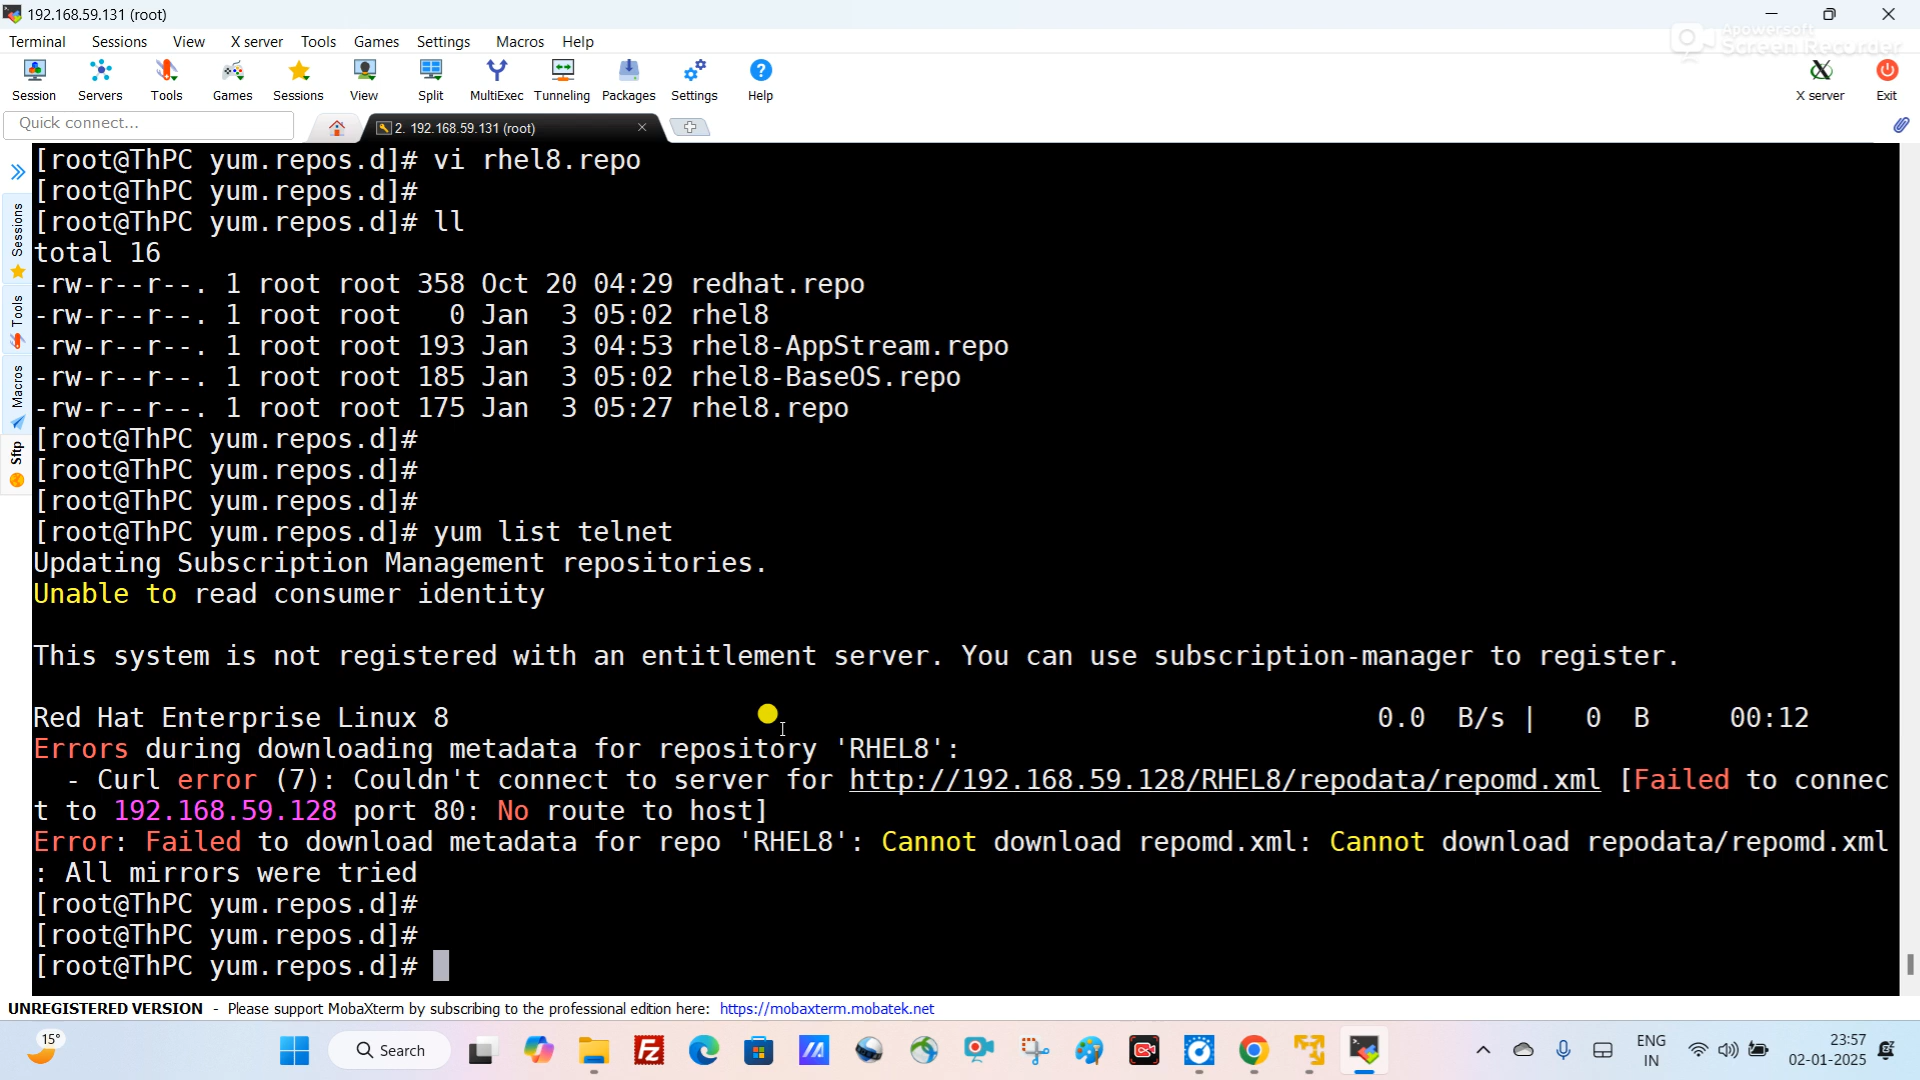 192.168.59.131 (root)
Apowersoft
Screen Recorder
Terminal Sessions View X server Tools Games Settings Macros Help
Session Servers Tools Games Sessions View Split MultiExec Tunneling Packages Settings Help X server Exit
Quick connect...
2. 192.168.59.131 (root)
Sessions
Tools
Macros
Sftp
[root@ThPC yum.repos.d]# vi rhel8.repo
[root@ThPC yum.repos.d]#
[root@ThPC yum.repos.d]# ll
total 16
-rw-r--r--. 1 root root 358 Oct 20 04:29 redhat.repo
-rw-r--r--. 1 root root   0 Jan  3 05:02 rhel8
-rw-r--r--. 1 root root 193 Jan  3 04:53 rhel8-AppStream.repo
-rw-r--r--. 1 root root 185 Jan  3 05:02 rhel8-BaseOS.repo
-rw-r--r--. 1 root root 175 Jan  3 05:27 rhel8.repo
[root@ThPC yum.repos.d]#
[root@ThPC yum.repos.d]#
[root@ThPC yum.repos.d]#
[root@ThPC yum.repos.d]# yum list telnet
Updating Subscription Management repositories.
Unable to read consumer identity
This system is not registered with an entitlement server. You can use subscription-manager to register.
Red Hat Enterprise Linux 8 0.0  B/s |   0  B     00:12
Errors during downloading metadata for repository 'RHEL8':
  - Curl error (7): Couldn't connect to server for http://192.168.59.128/RHEL8/repodata/repomd.xml [Failed to connec
t to 192.168.59.128 port 80: No route to host]
Error: Failed to download metadata for repo 'RHEL8': Cannot download repomd.xml: Cannot download repodata/repomd.xml
: All mirrors were tried
[root@ThPC yum.repos.d]#
[root@ThPC yum.repos.d]#
[root@ThPC yum.repos.d]#
UNREGISTERED VERSION - Please support MobaXterm by subscribing to the professional edition here: https://mobaxterm.mobatek.net
15°
Search
ENG
IN
23:57
02-01-2025